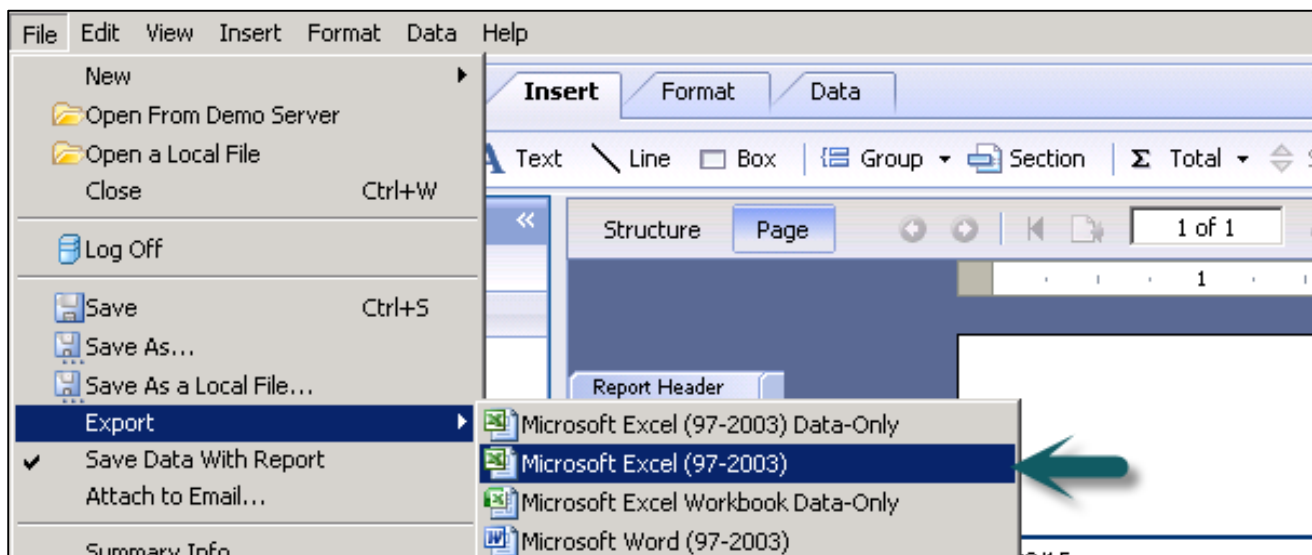 File Edit View Insert Format Data Help
New
Open From Demo Server
Open a Local File
Close Ctrl+W
Log Off
Save Ctrl+S
Save As...
Save As a Local File...
Export
Save Data With Report
Attach to Email...
Summary Info
Insert Format Data
Text Line Box Group Section Σ Total
Structure Page 1 of 1
1
Report Header
Microsoft Excel (97-2003) Data-Only
Microsoft Excel (97-2003)
Microsoft Excel Workbook Data-Only
Microsoft Word (97-2003)